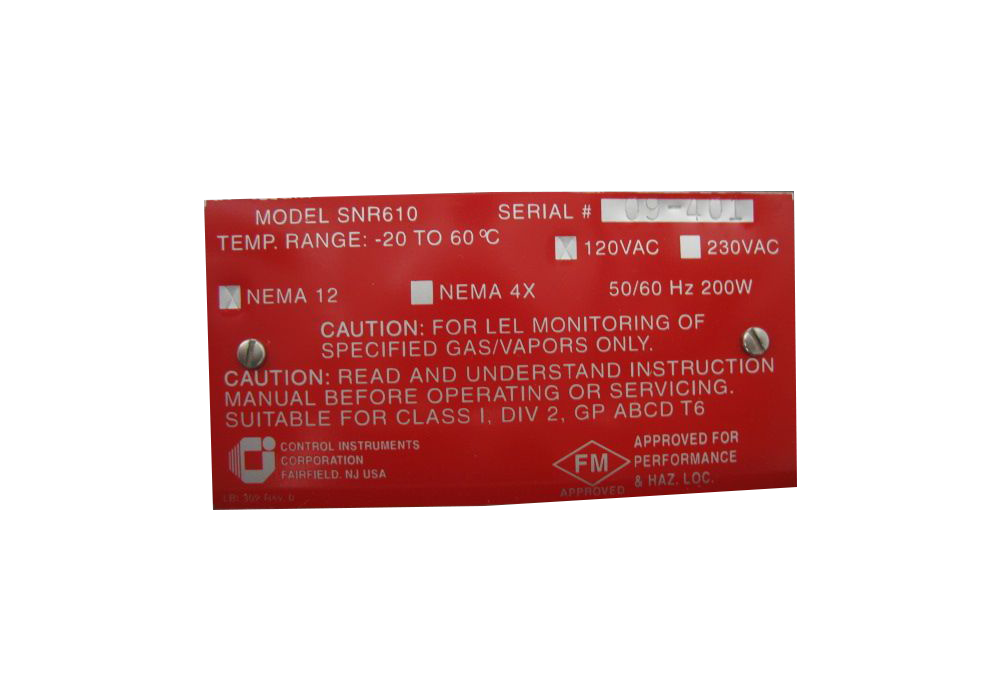 MODEL SNR610 SERIAL # 09-401
TEMP. RANGE: -20 TO 60 ºC
120VAC 230VAC
NEMA 12 NEMA 4X 50/60 Hz 200W
CAUTION: FOR LEL MONITORING OF
SPECIFIED GAS/VAPORS ONLY.
CAUTION: READ AND UNDERSTAND INSTRUCTION
MANUAL BEFORE OPERATING OR SERVICING.
SUITABLE FOR CLASS I, DIV 2, GP ABCD T6
CONTROL INSTRUMENTS
CORPORATION
FAIRFIELD. NJ USA
FM
APPROVED
APPROVED FOR
PERFORMANCE
& HAZ. LOC.